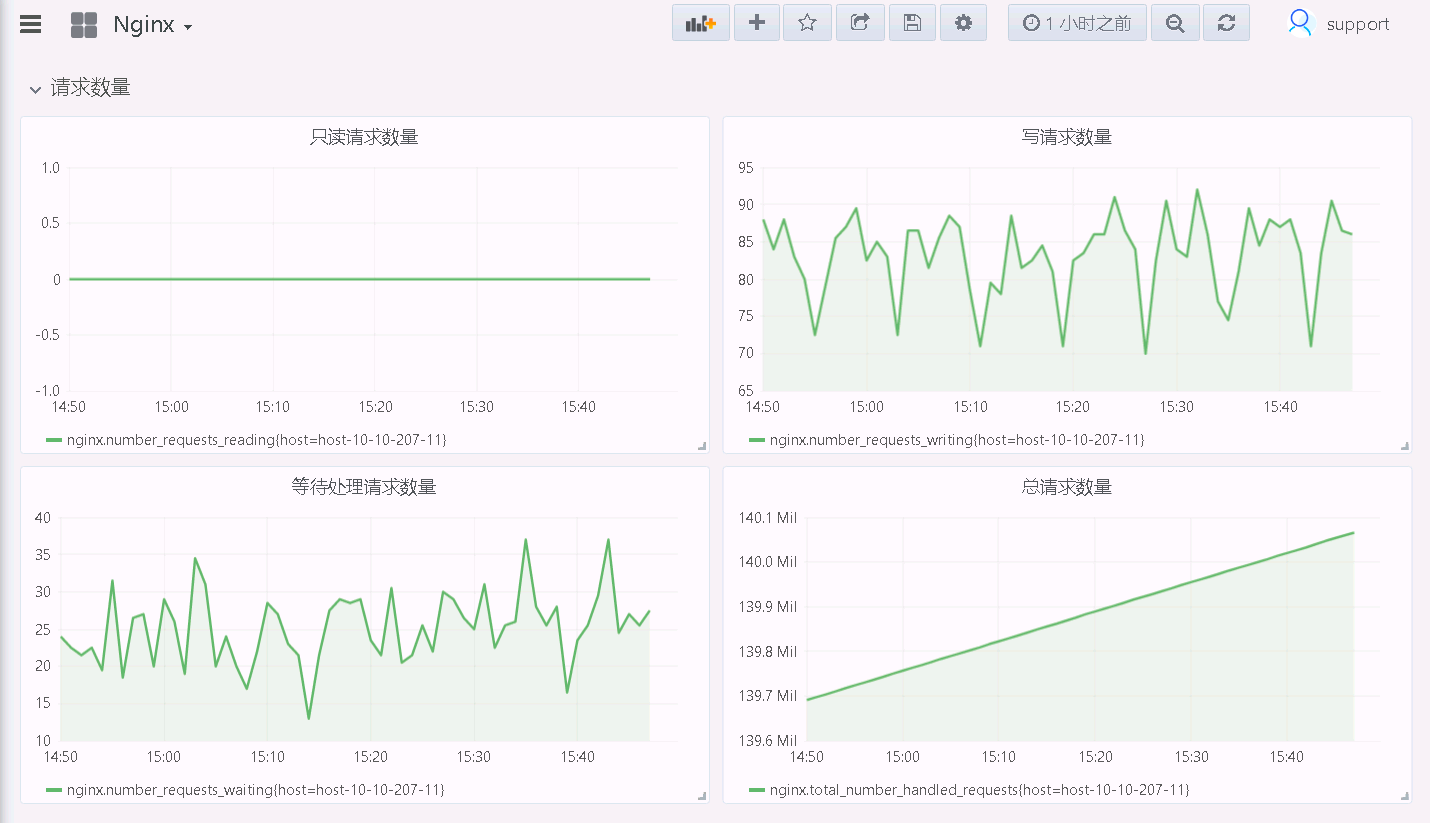 Nginx
1 小时之前
support
请求数量
只读请求数量
1.0
0.5
0
-0.5
-1.0
14:50 15:00 15:10 15:20 15:30 15:40
nginx.number_requests_reading{host=host-10-10-207-11}
写请求数量
95
90
85
80
75
70
65
14:50 15:00 15:10 15:20 15:30 15:40
nginx.number_requests_writing{host=host-10-10-207-11}
等待处理请求数量
40
35
30
25
20
15
10
14:50 15:00 15:10 15:20 15:30 15:40
nginx.number_requests_waiting{host=host-10-10-207-11}
总请求数量
140.1 Mil
140.0 Mil
139.9 Mil
139.8 Mil
139.7 Mil
139.6 Mil
14:50 15:00 15:10 15:20 15:30 15:40
nginx.total_number_handled_requests{host=host-10-10-207-11}